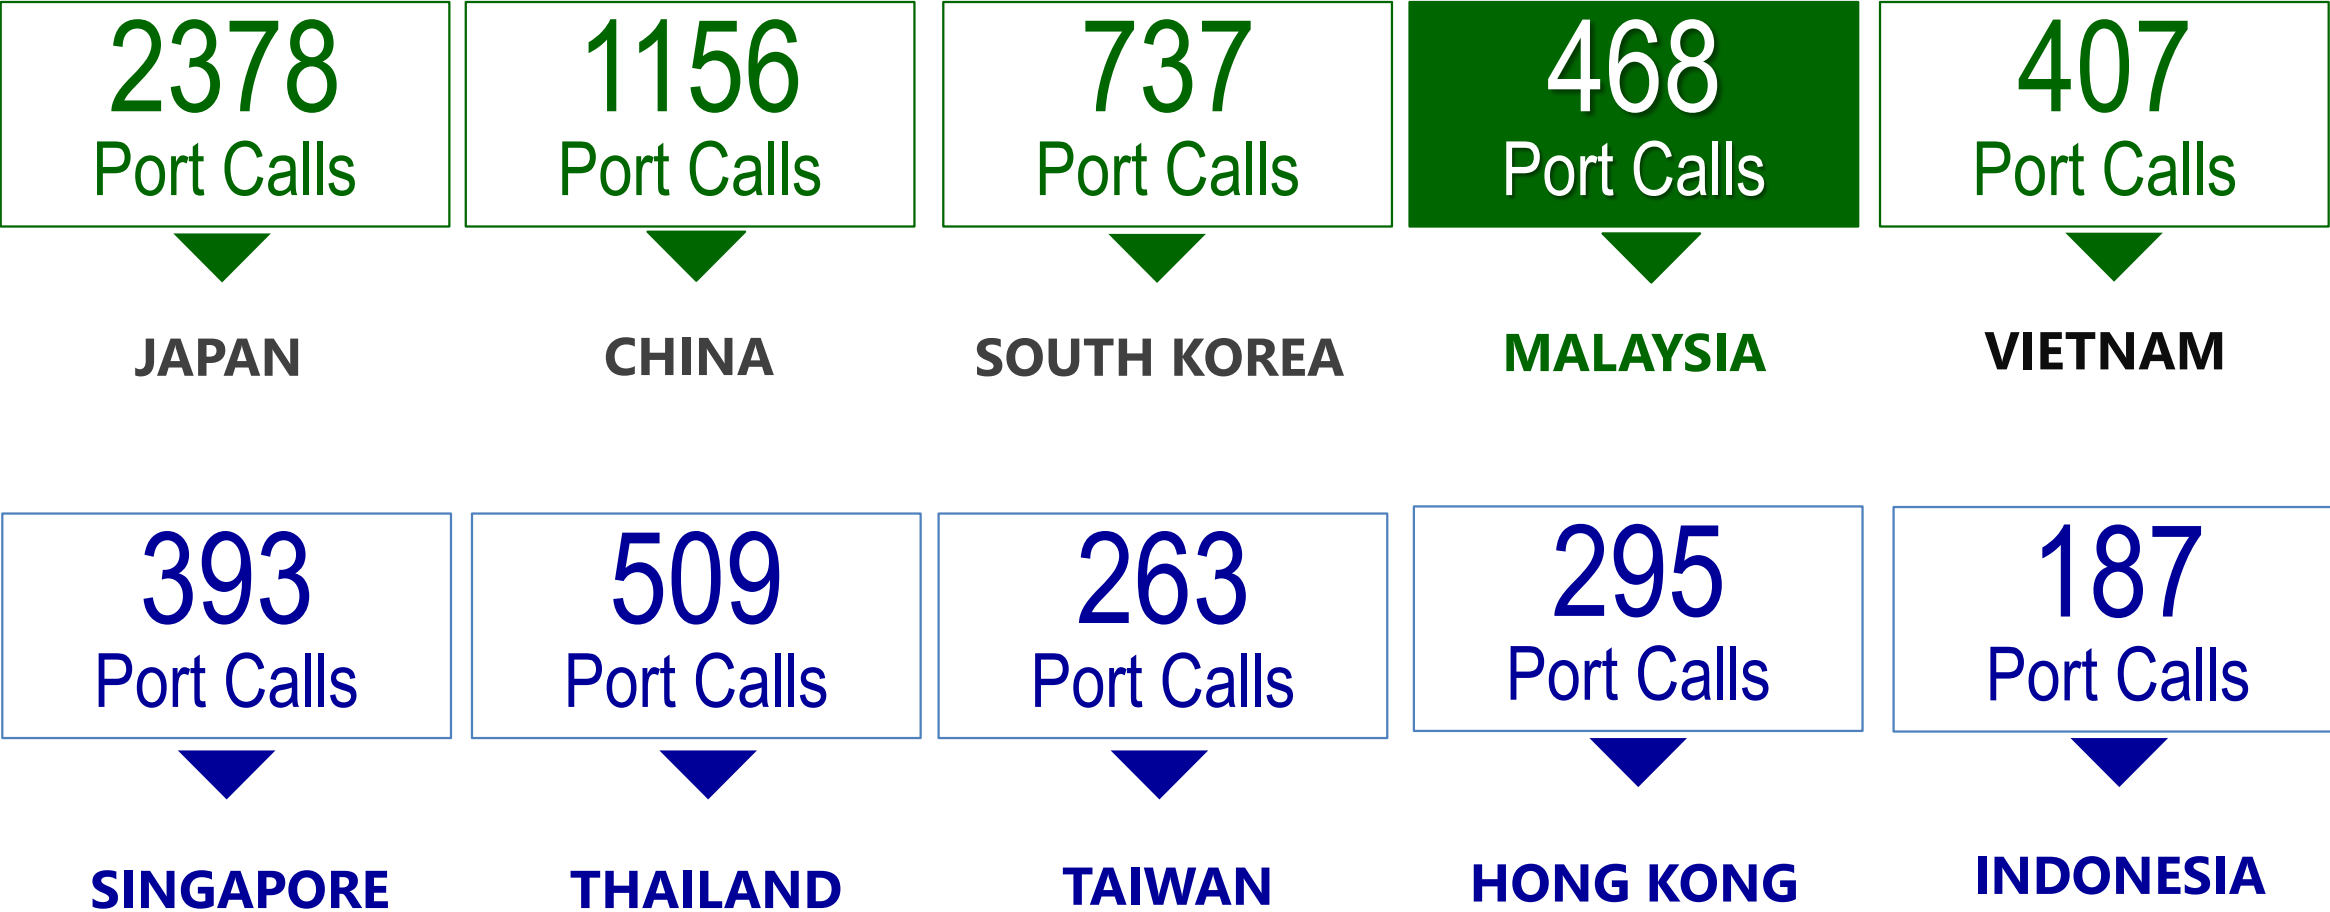 2378
Port Calls
JAPAN
1156
Port Calls
CHINA
737
Port Calls
SOUTH KOREA
468
Port Calls
MALAYSIA
407
Port Calls
VIETNAM
393
Port Calls
SINGAPORE
509
Port Calls
THAILAND
263
Port Calls
TAIWAN
295
Port Calls
HONG KONG
187
Port Calls
INDONESIA